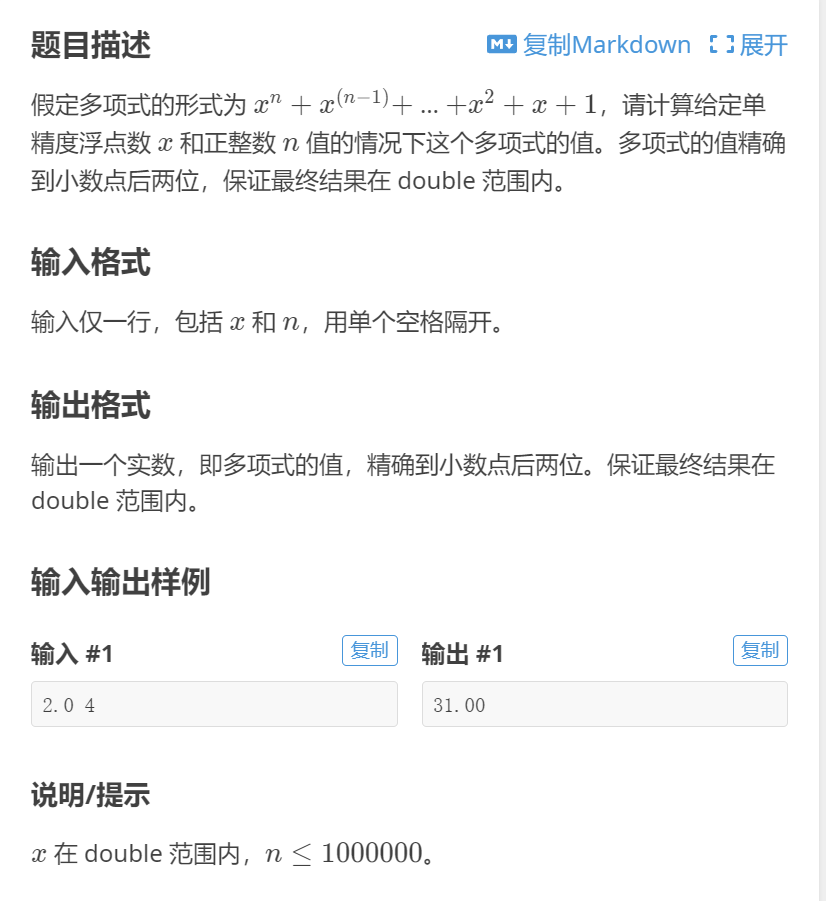 题目描述 复制Markdown 展开
假定多项式的形式为 xⁿ + x⁽ⁿ⁻¹⁾+ ... +x² + x + 1，请计算给定单
精度浮点数 x 和正整数 n 值的情况下这个多项式的值。多项式的值精确
到小数点后两位，保证最终结果在 double 范围内。
输入格式
输入仅一行，包括 x 和 n，用单个空格隔开。
输出格式
输出一个实数，即多项式的值，精确到小数点后两位。保证最终结果在
double 范围内。
输入输出样例
输入 #1 复制 输出 #1 复制
2.0 4 31.00
说明/提示
x 在 double 范围内，n ≤ 1000000。